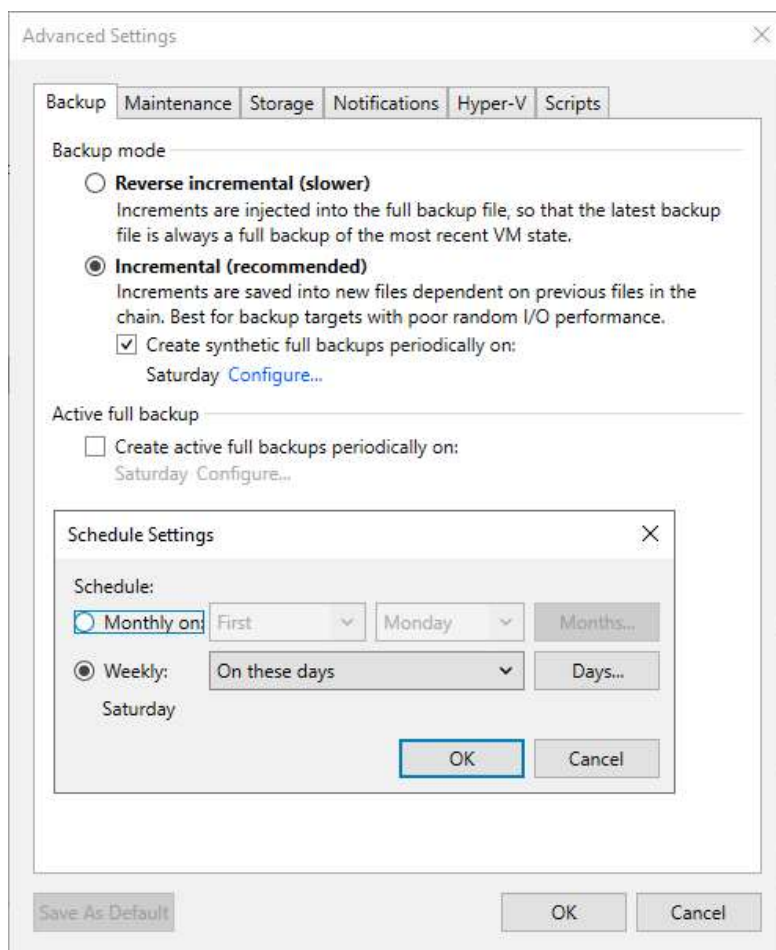 Advanced Settings
Backup Maintenance Storage Notifications Hyper-V Scripts
Backup mode
Reverse incremental (slower)
Increments are injected into the full backup file, so that the latest backup
file is always a full backup of the most recent VM state.
Incremental (recommended)
Increments are saved into new files dependent on previous files in the
chain. Best for backup targets with poor random I/O performance.
Create synthetic full backups periodically on:
Saturday Configure...
Active full backup
Create active full backups periodically on:
Saturday Configure...
Schedule Settings
Schedule:
Monthly on: First Monday Months...
Weekly: On these days Days...
Saturday
OK Cancel
Save As Default OK Cancel